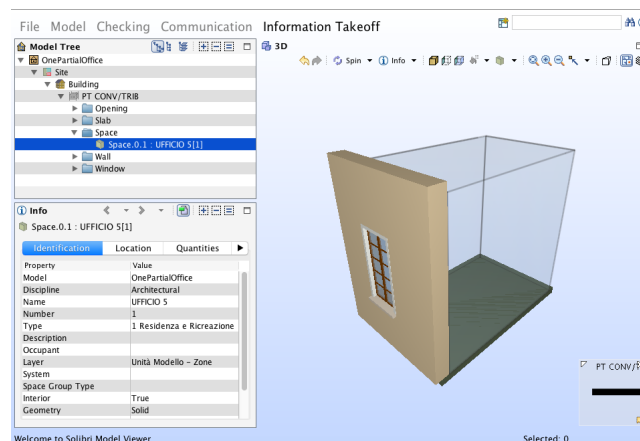 File Model Checking Communication Information Takeoff
Model Tree
OnePartialOffice
Site
Building
PT CONV/TRIB
Opening
Slab
Space
Space.0.1 : UFFICIO 5[1]
Wall
Window
3D
Spin Info
Info
Space.0.1 : UFFICIO 5[1]
Identification Location Quantities
Property Value
Model OnePartialOffice
Discipline Architectural
Name UFFICIO 5
Number 1
Type 1 Residenza e Ricreazione
Description
Occupant
Layer Unità Modello - Zone
System
Space Group Type
Interior True
Geometry Solid
PT CONV/
Welcome to Solibri Model Viewer Selected: 0